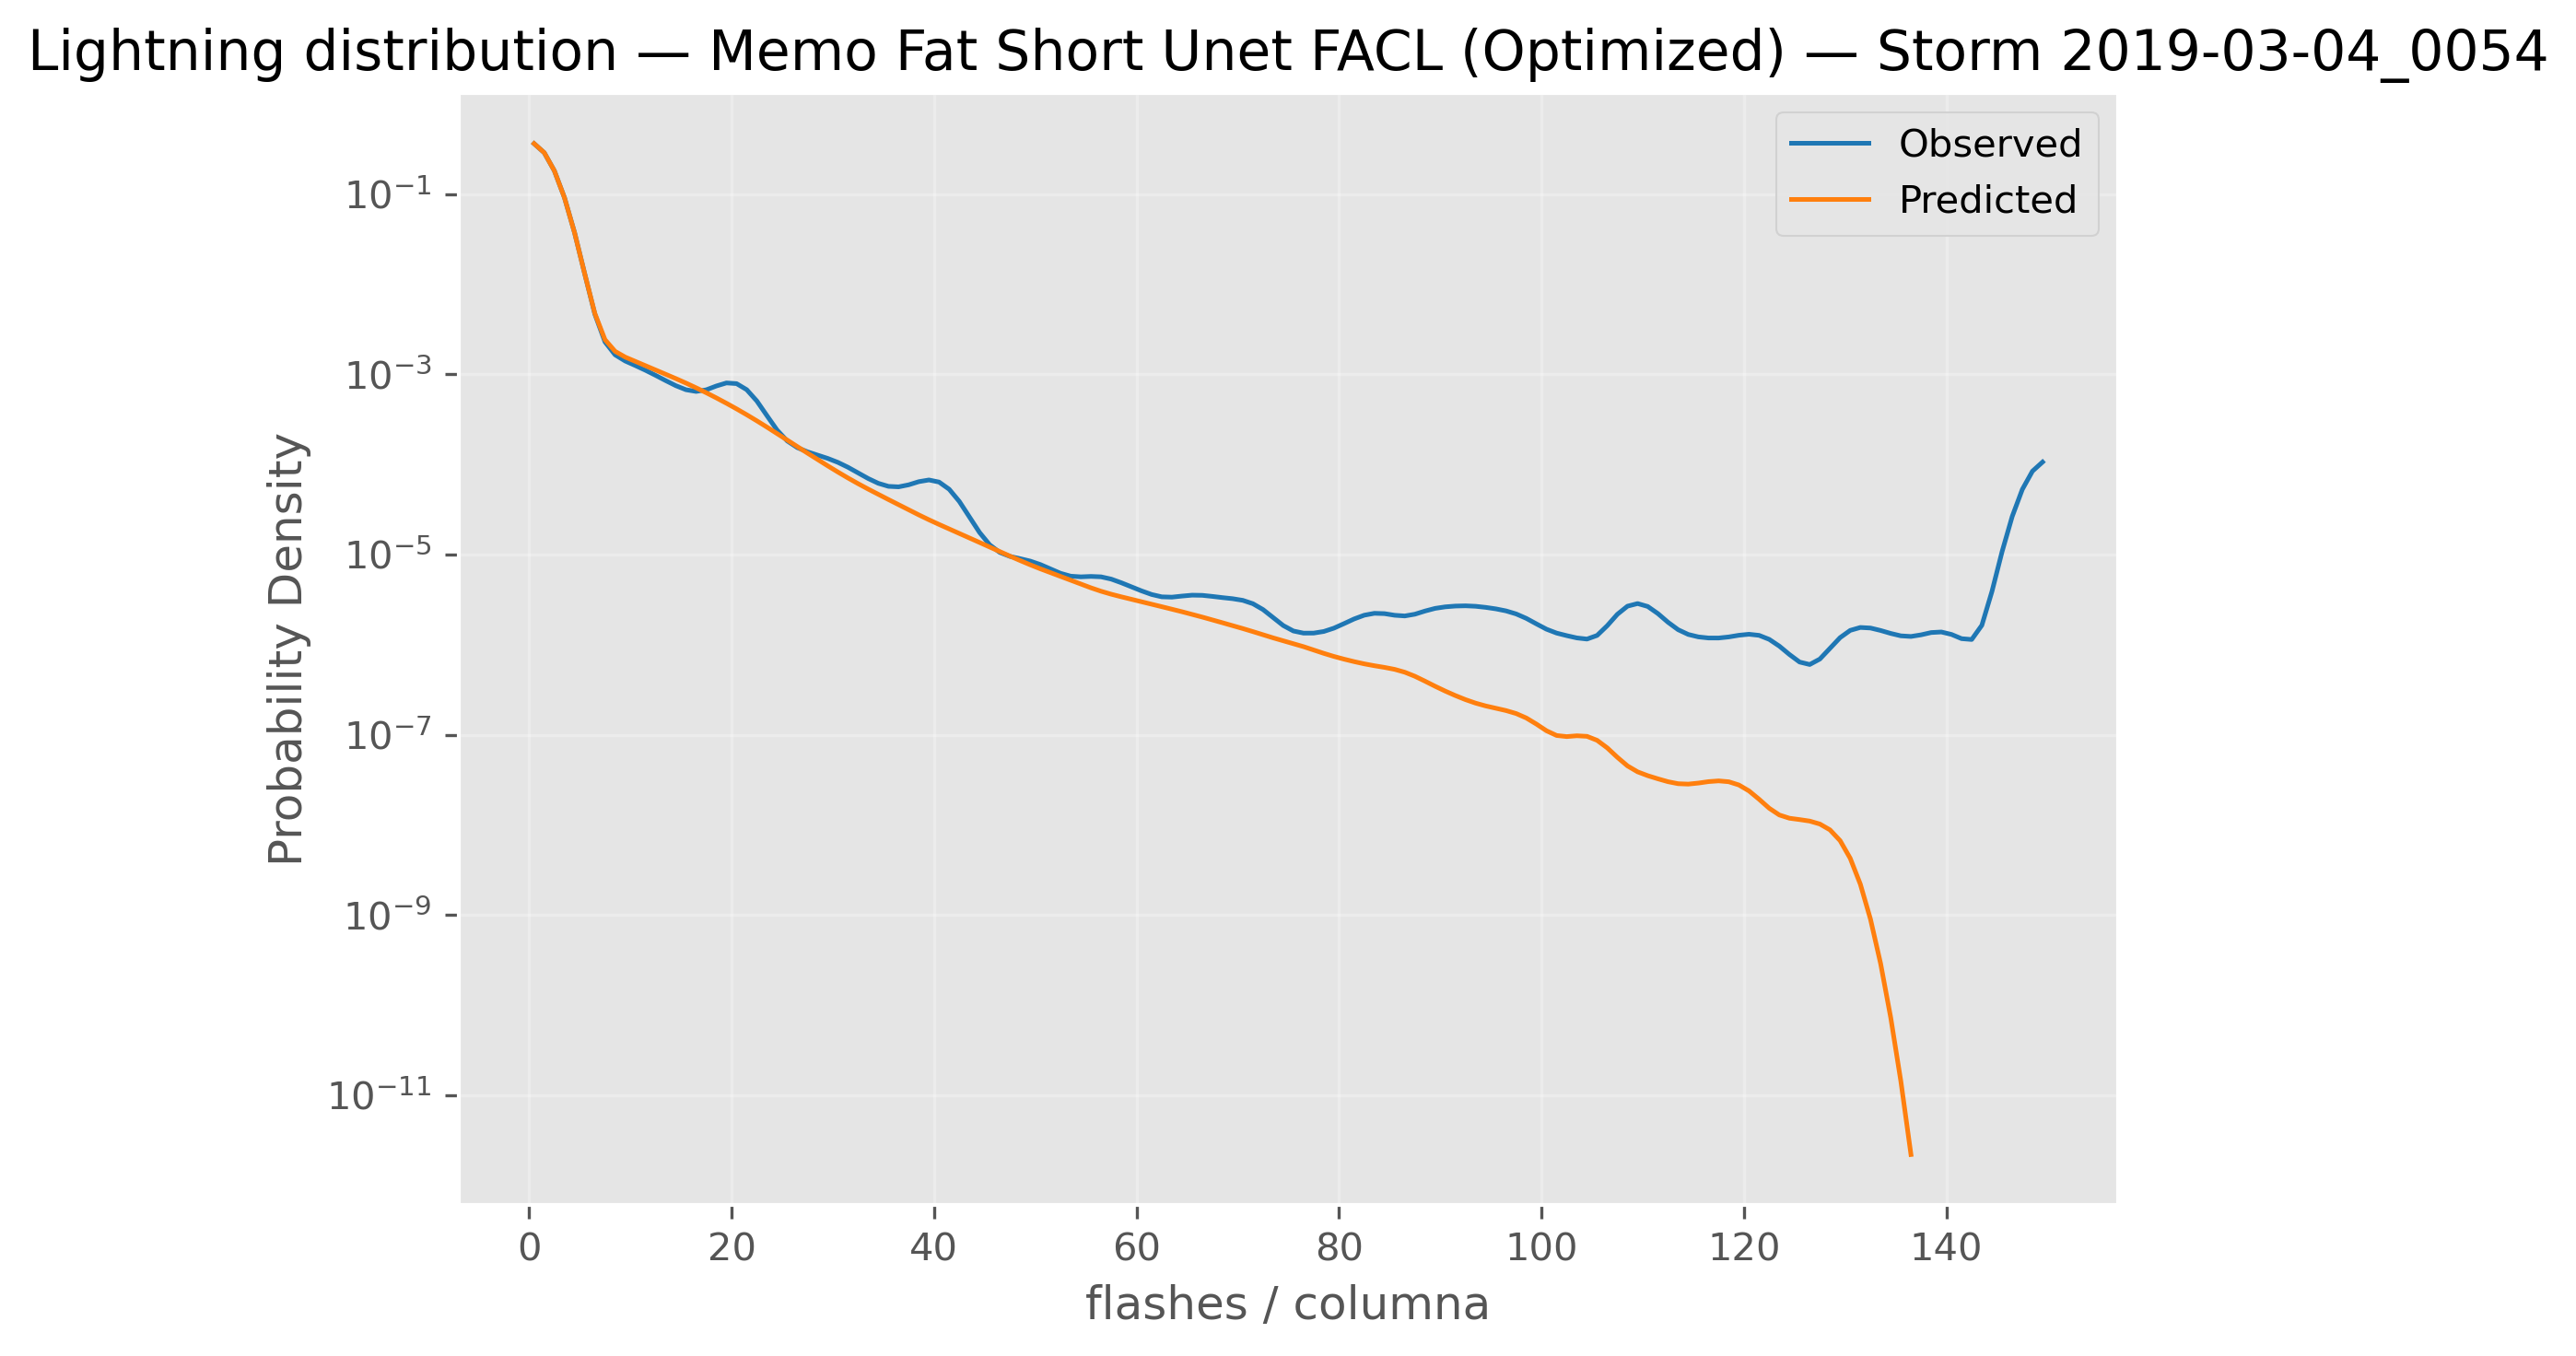 Lightning distribution — Memo Fat Short Unet FACL (Optimized) — Storm 2019-03-04_0054
Observed
Predicted
Probability Density
10⁻¹
10⁻³
10⁻⁵
10⁻⁷
10⁻⁹
10⁻¹¹
0 20 40 60 80 100 120 140
flashes / columna